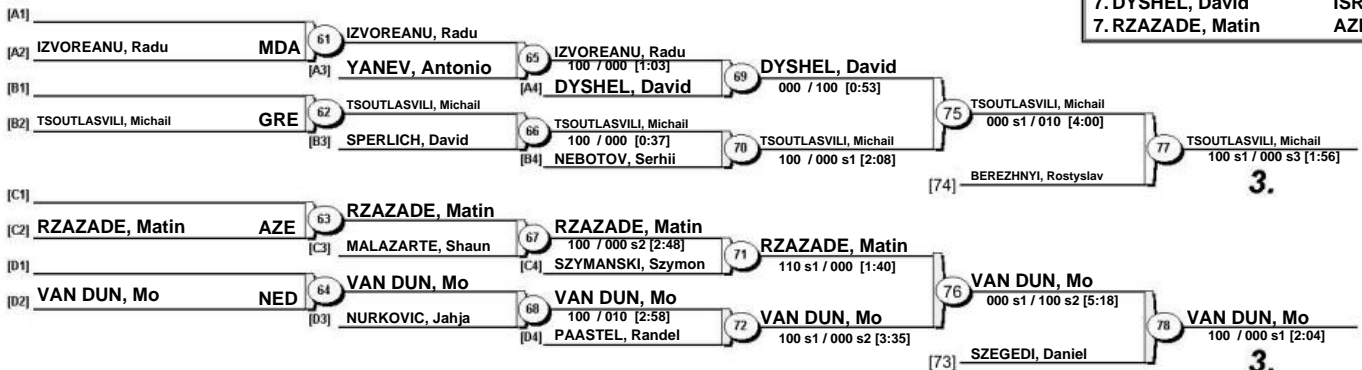 7. DYSHEL, David ISR
7. RZAZADE, Matin AZE
[A1]
[A2] IZVOREANU, Radu MDA
61
IZVOREANU, Radu
[A3] YANEV, Antonio
65
IZVOREANU, Radu
100 / 000 [1:03]
[A4] DYSHEL, David
69
DYSHEL, David
000 / 100 [0:53]
[B1]
[B2] TSOUTLASVILI, Michail GRE
62
TSOUTLASVILI, Michail
[B3] SPERLICH, David
66
TSOUTLASVILI, Michail
100 / 000 [0:37]
[B4] NEBOTOV, Serhii
70
TSOUTLASVILI, Michail
100 / 000 s1 [2:08]
75
TSOUTLASVILI, Michail
000 s1 / 010 [4:00]
[74] BEREZHNYI, Rostyslav
77
TSOUTLASVILI, Michail
100 s1 / 000 s3 [1:56]
3.
[C1]
[C2] RZAZADE, Matin AZE
63
RZAZADE, Matin
[C3] MALAZARTE, Shaun
67
RZAZADE, Matin
100 / 000 s2 [2:48]
[C4] SZYMANSKI, Szymon
71
RZAZADE, Matin
110 s1 / 000 [1:40]
[D1]
[D2] VAN DUN, Mo NED
64
VAN DUN, Mo
[D3] NURKOVIC, Jahja
68
VAN DUN, Mo
100 / 010 [2:58]
[D4] PAASTEL, Randel
72
VAN DUN, Mo
100 s1 / 000 s2 [3:35]
76
VAN DUN, Mo
000 s1 / 100 s2 [5:18]
[73] SZEGEDI, Daniel
78
VAN DUN, Mo
100 / 000 s1 [2:04]
3.